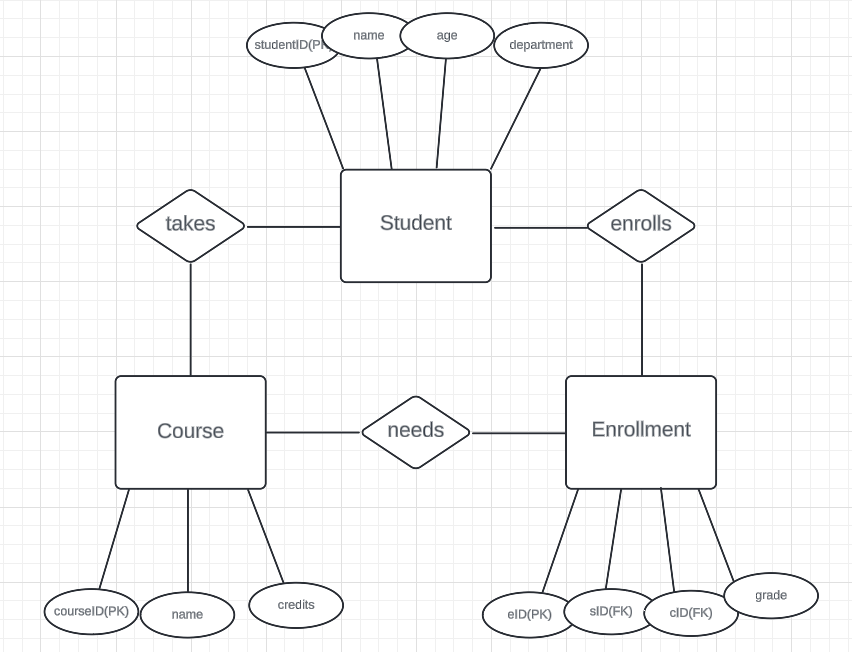 studentID(PK)
name
age
department
takes
Student
enrolls
Course
needs
Enrollment
courseID(PK)
name
credits
eID(PK)
sID(FK)
cID(FK)
grade